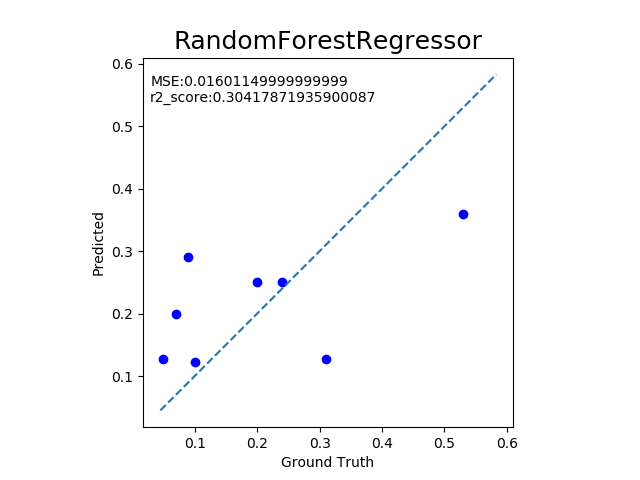 RandomForestRegressor
MSE:0.01601149999999999
r2_score:0.30417871935900087
0.6
0.5
0.4
0.3
0.2
0.1
Predicted
0.1 0.2 0.3 0.4 0.5 0.6
Ground Truth